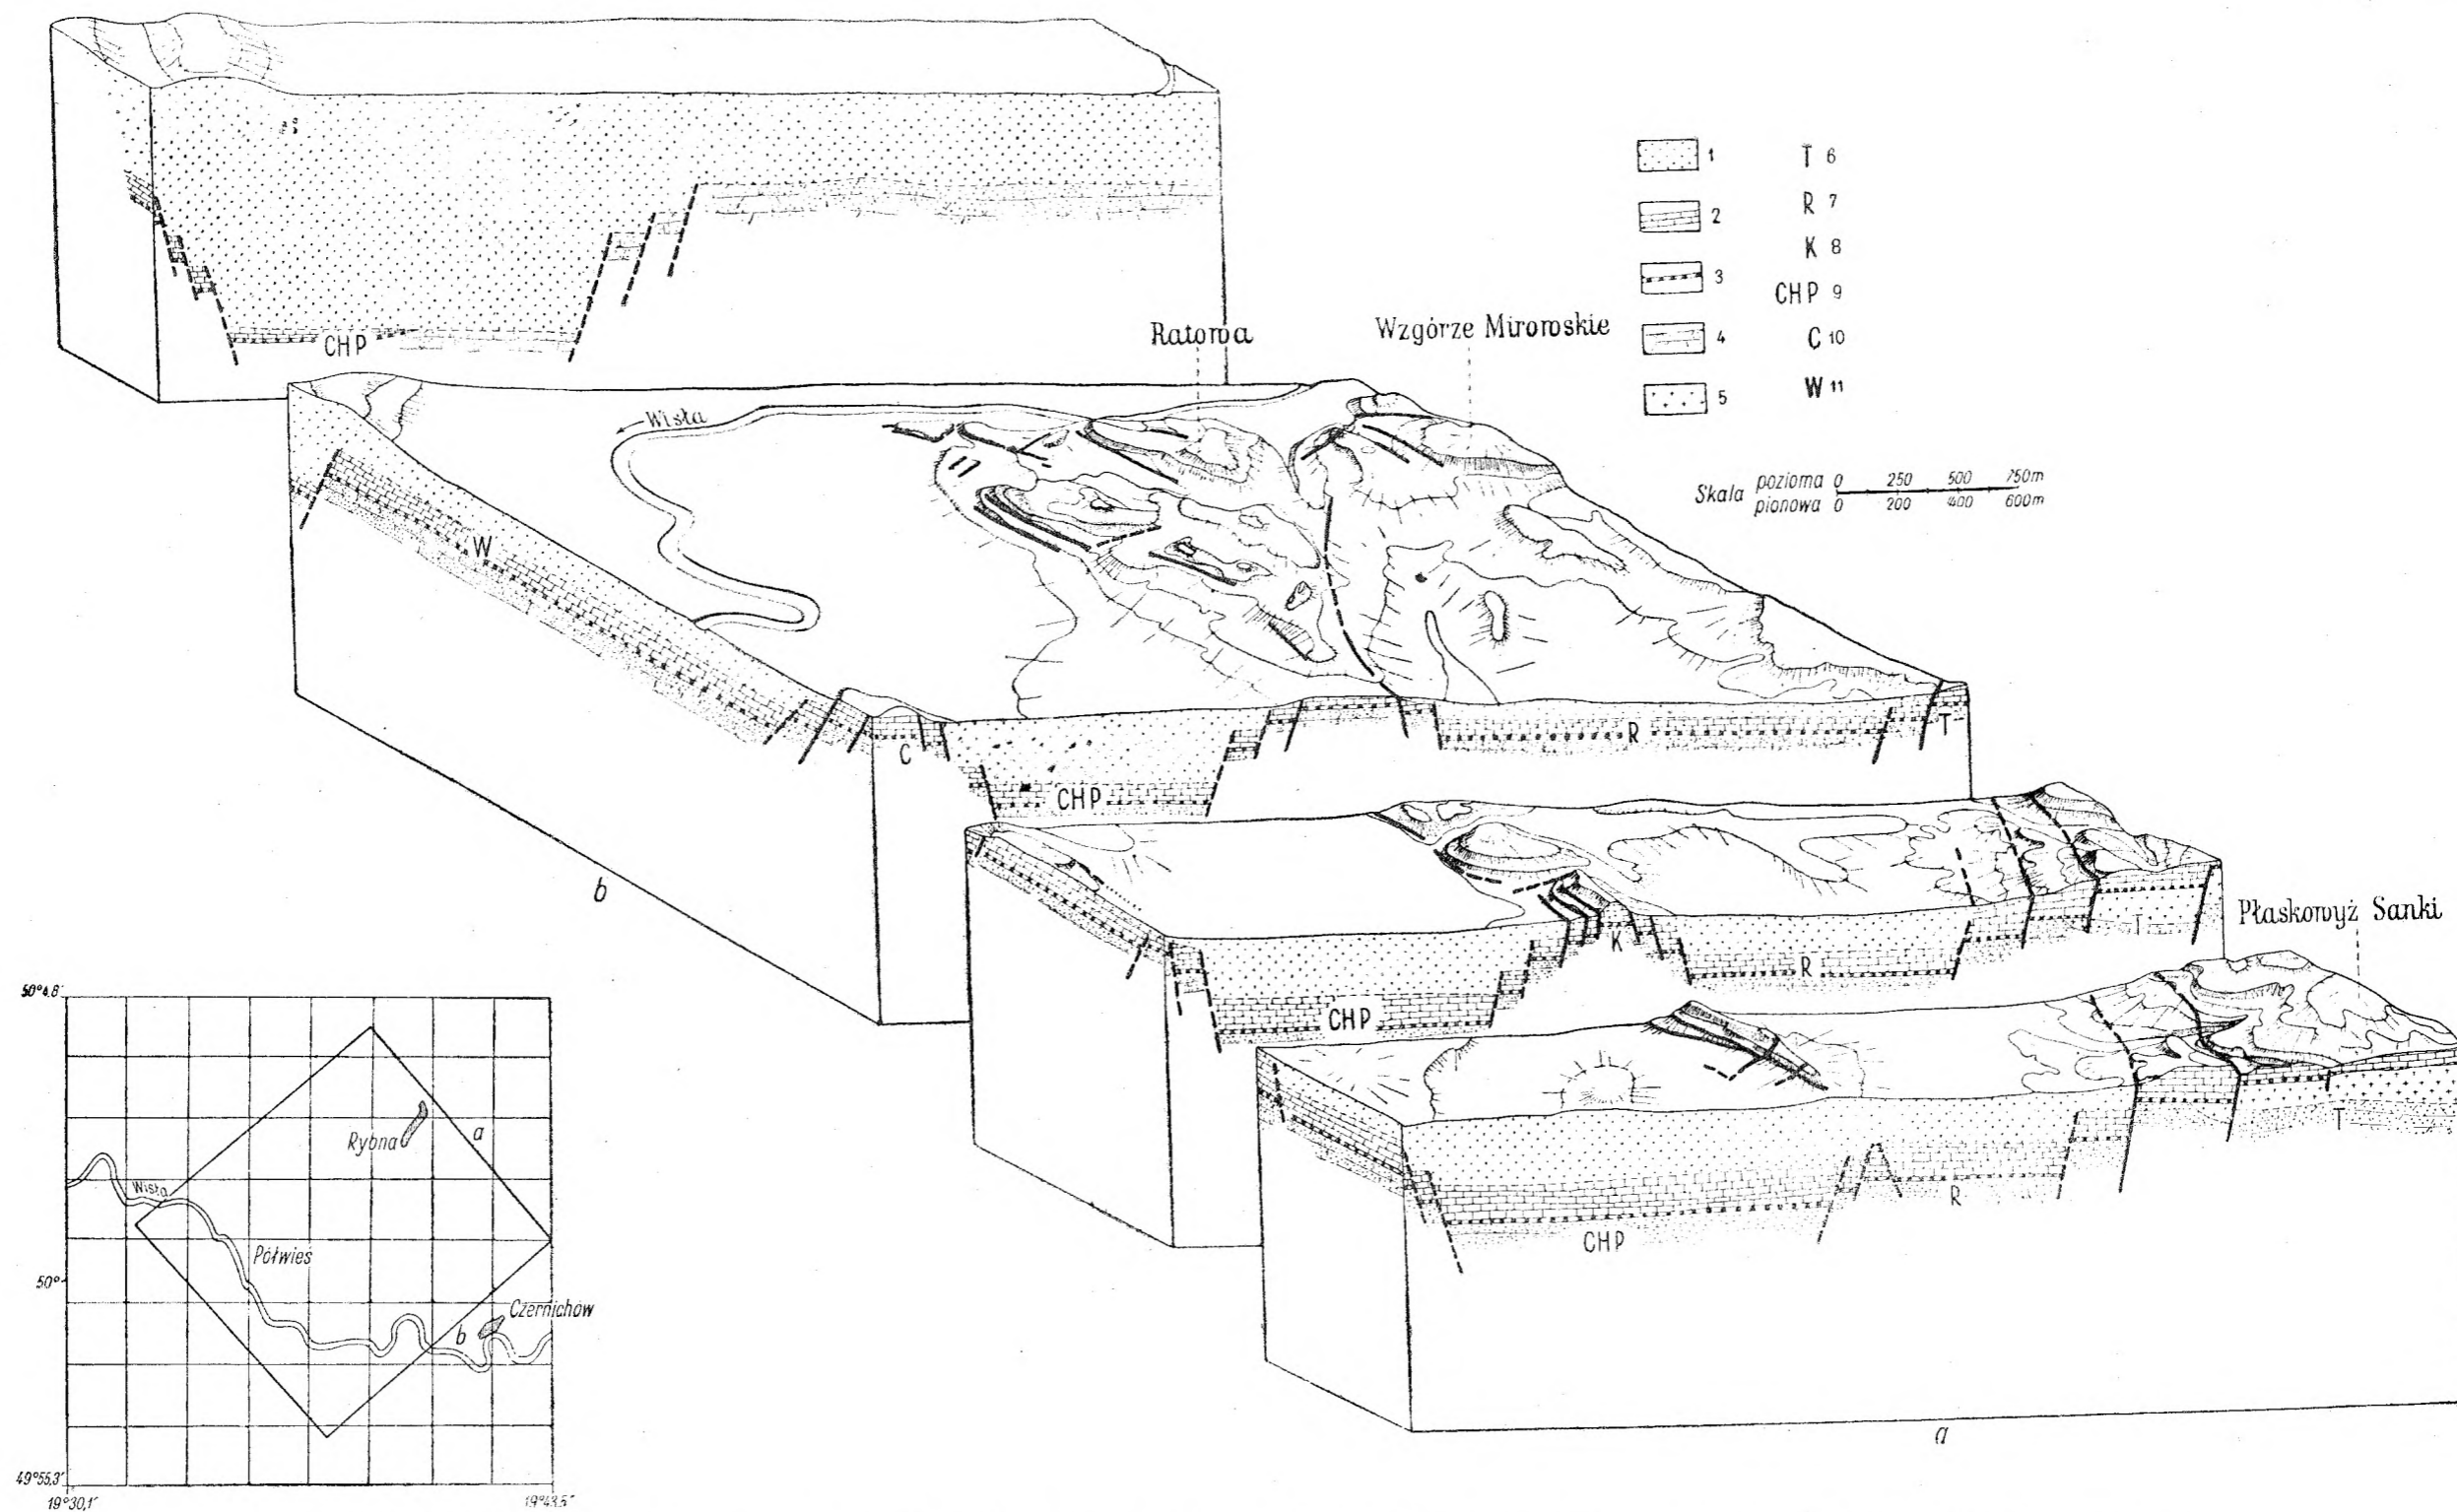 CHP
Ratowa
Wzgórze Mirowskie
1
2
3
4
5
T 6
R 7
K 8
CHP 9
C 10
W 11
Skala
pozioma 0 250 500 750m
pionowa 0 200 400 600m
Wisła
W
C
CHP
R
T
b
K
CHP
R
T
Płaskowyż Sanki
CHP
R
T
a
50°4,8'
50°
49°55,3'
19°30,1'
19°43,5'
Rybna
a
Wisła
Półwieś
Czernichów
b